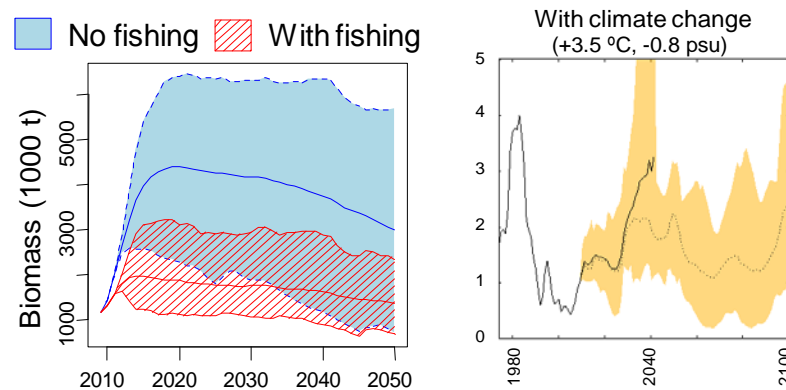 No fishing With fishing
Biomass (1000 t)
1000 3000 5000
2010 2020 2030 2040 2050
With climate change
(+3.5 ºC, -0.8 psu)
5
4
3
2
1
0
1980 2040 2100